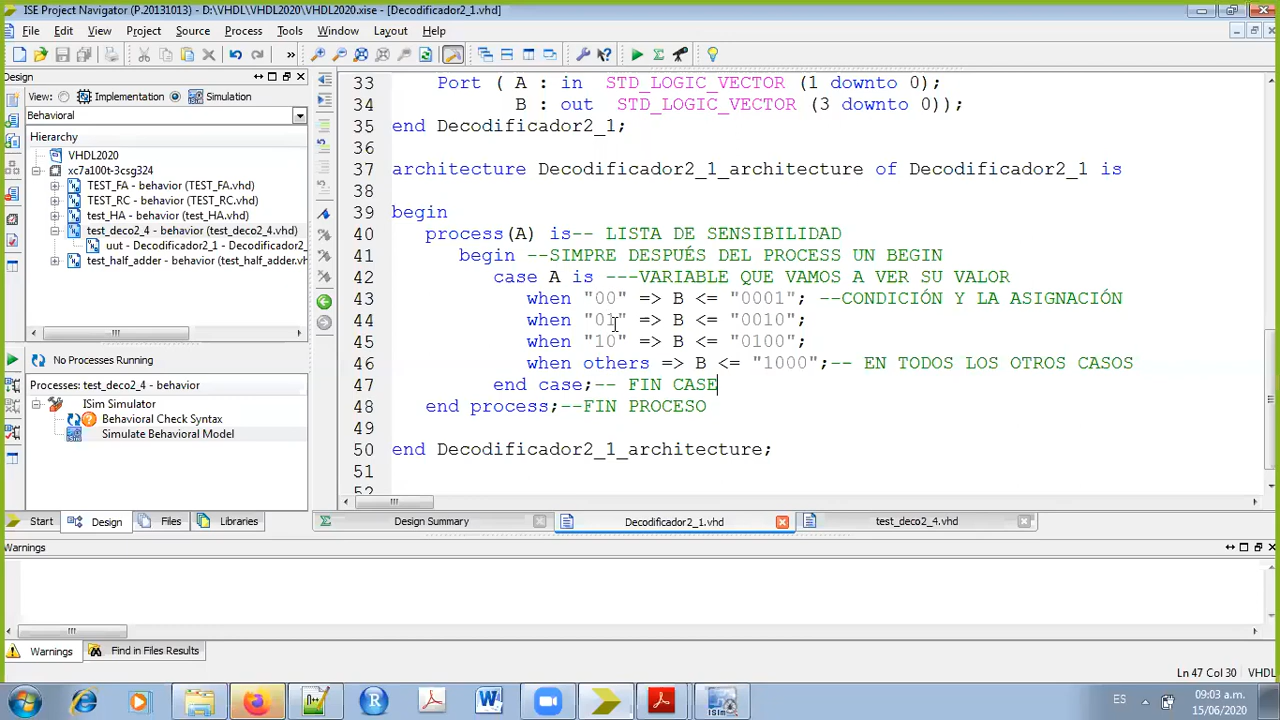 ISE Project Navigator (P.20131013) - D:\VHDL\VHDL2020\VHDL2020.xise - [Decodificador2_1.vhd]
File Edit View Project Source Process Tools Window Layout Help
Design
View: Implementation Simulation
Behavioral
Hierarchy
VHDL2020
xc7a100t-3csg324
TEST_FA - behavior (TEST_FA.vhd)
TEST_RC - behavior (TEST_RC.vhd)
test_HA - behavior (test_HA.vhd)
test_deco2_4 - behavior (test_deco2_4.vhd)
uut - Decodificador2_1 - Decodificador2_
test_half_adder - behavior (test_half_adder.vh
No Processes Running
Processes: test_deco2_4 - behavior
ISim Simulator
Behavioral Check Syntax
Simulate Behavioral Model
Start Design Files Libraries
33 Port ( A : in STD_LOGIC_VECTOR (1 downto 0);
34 B : out STD_LOGIC_VECTOR (3 downto 0));
35 end Decodificador2_1;
36
37 architecture Decodificador2_1_architecture of Decodificador2_1 is
38
39 begin
40 process(A) is-- LISTA DE SENSIBILIDAD
41 begin --SIMPRE DESPUÉS DEL PROCESS UN BEGIN
42 case A is ---VARIABLE QUE VAMOS A VER SU VALOR
43 when "00" => B <= "0001"; --CONDICIÓN Y LA ASIGNACIÓN
44 when "01" => B <= "0010";
45 when "10" => B <= "0100";
46 when others => B <= "1000";-- EN TODOS LOS OTROS CASOS
47 end case;-- FIN CASE
48 end process;--FIN PROCESO
49
50 end Decodificador2_1_architecture;
51
52
Design Summary Decodificador2_1.vhd test_deco2_4.vhd
Warnings
Warnings Find in Files Results
Ln 47 Col 30 VHDL
ES 09:03 a.m.
15/06/2020